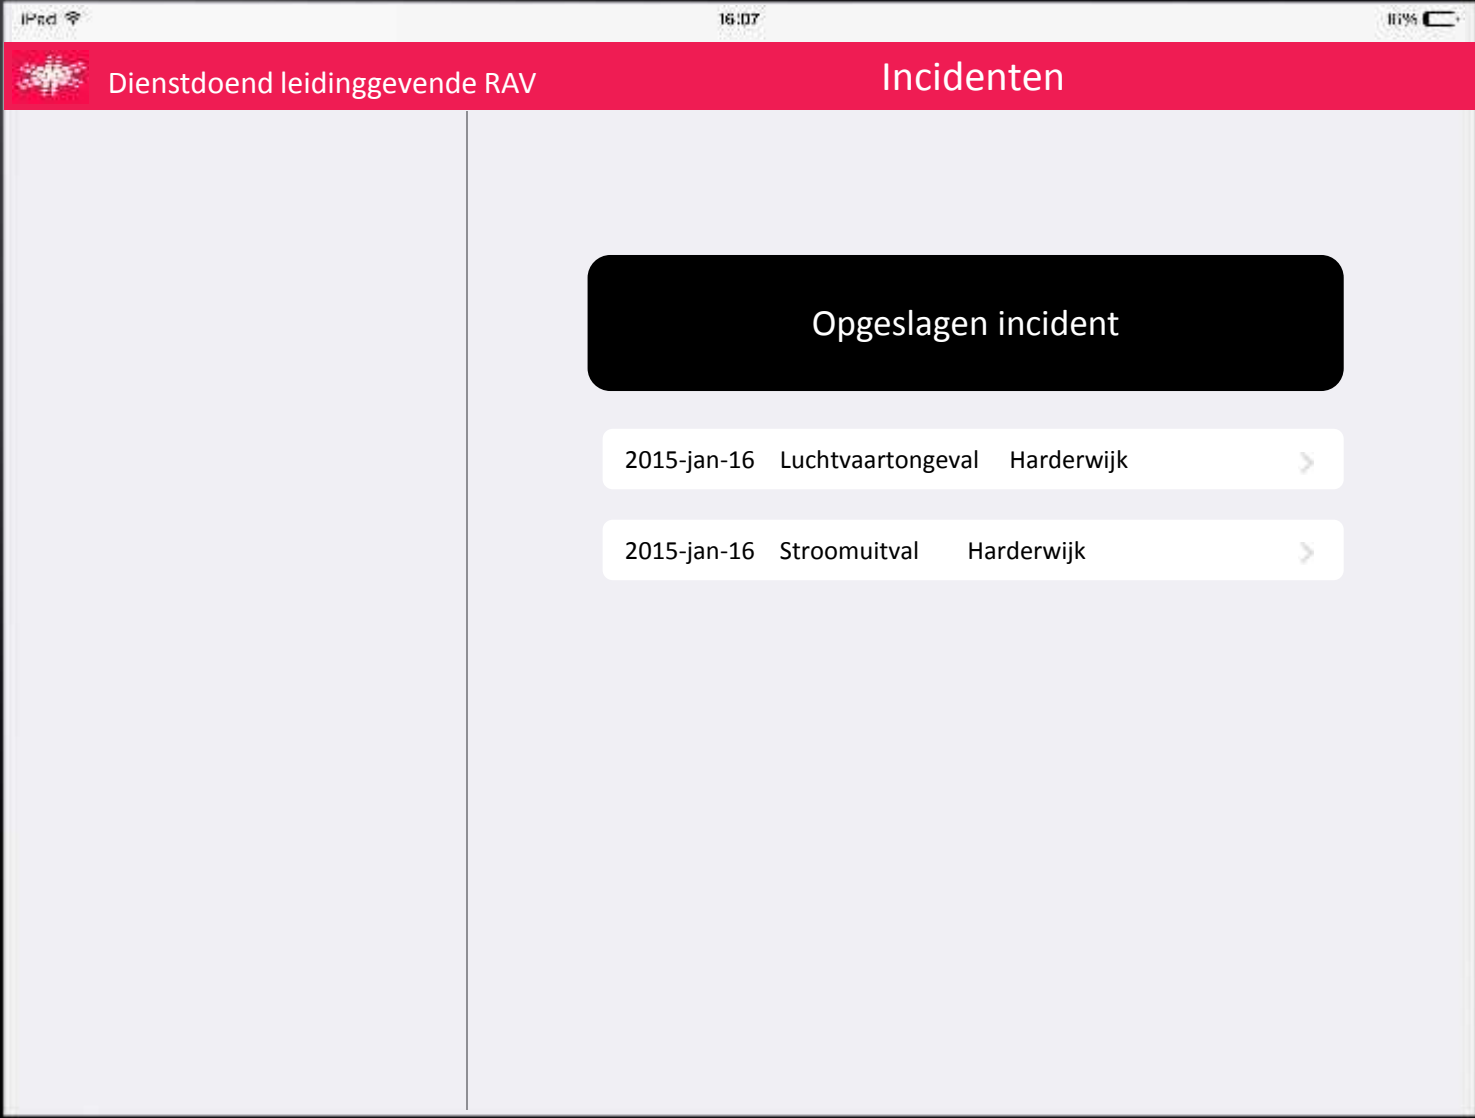 iPad
16:07
16%
Dienstdoend leidinggevende RAV
Incidenten
Opgeslagen incident
2015-jan-16 Luchtvaartongeval Harderwijk
2015-jan-16 Stroomuitval Harderwijk